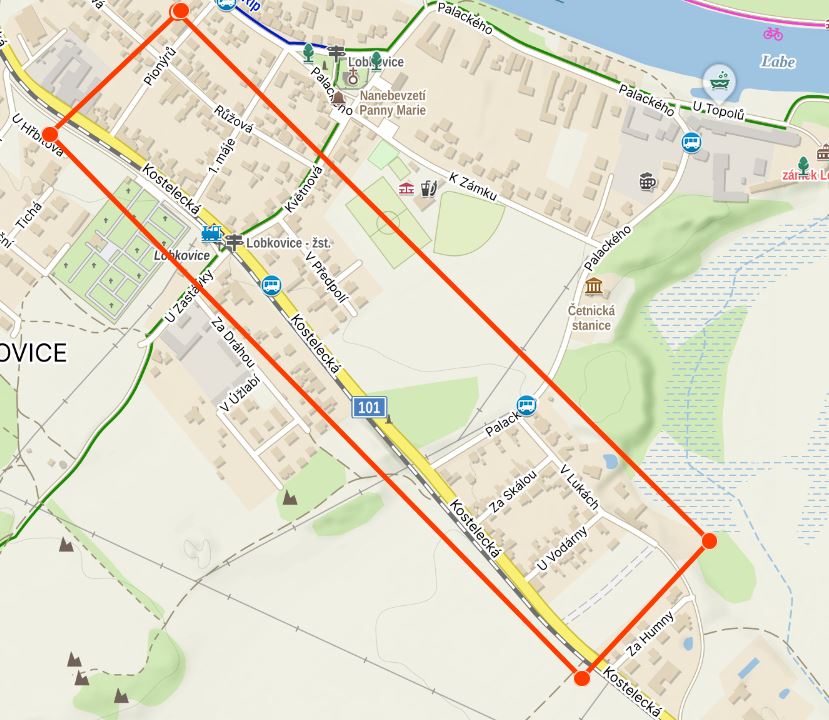 Říp
Palackého
Labe
Lobkovice
Pionýrů
Palackého
Nanebevzetí
Panny Marie
Palackého
U Topolů
Růžová
U Hřbitova
1. máje
zámek Lo
Kostelecká
K Zámku
Květnová
Tichá
Lobkovice - žst.
Palackého
Lobkovice
V Předpolí
U Zastávky
Četnická
stanice
Za Dráhou
Kostelecká
OVICE
V Úžlabí
101
Palack
V Lukách
Za Skálou
Kostelecká
U Vodárny
Za Humny
Kostelecká